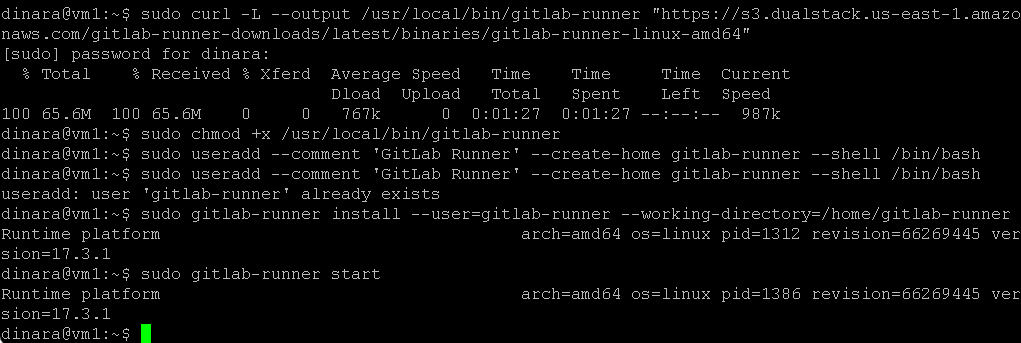 dinara@vm1:~$ sudo curl -L --output /usr/local/bin/gitlab-runner "https://s3.dualstack.us-east-1.amazo
naws.com/gitlab-runner-downloads/latest/binaries/gitlab-runner-linux-amd64"
[sudo] password for dinara:
  % Total    % Received % Xferd  Average Speed   Time    Time     Time  Current
                                 Dload  Upload   Total   Spent    Left  Speed
100 65.6M  100 65.6M    0     0   767k      0  0:01:27  0:01:27 --:--:--  987k
dinara@vm1:~$ sudo chmod +x /usr/local/bin/gitlab-runner
dinara@vm1:~$ sudo useradd --comment 'GitLab Runner' --create-home gitlab-runner --shell /bin/bash
dinara@vm1:~$ sudo useradd --comment 'GitLab Runner' --create-home gitlab-runner --shell /bin/bash
useradd: user 'gitlab-runner' already exists
dinara@vm1:~$ sudo gitlab-runner install --user=gitlab-runner --working-directory=/home/gitlab-runner
Runtime platform                                    arch=amd64 os=linux pid=1312 revision=66269445 ver
sion=17.3.1
dinara@vm1:~$ sudo gitlab-runner start
Runtime platform                                    arch=amd64 os=linux pid=1386 revision=66269445 ver
sion=17.3.1
dinara@vm1:~$